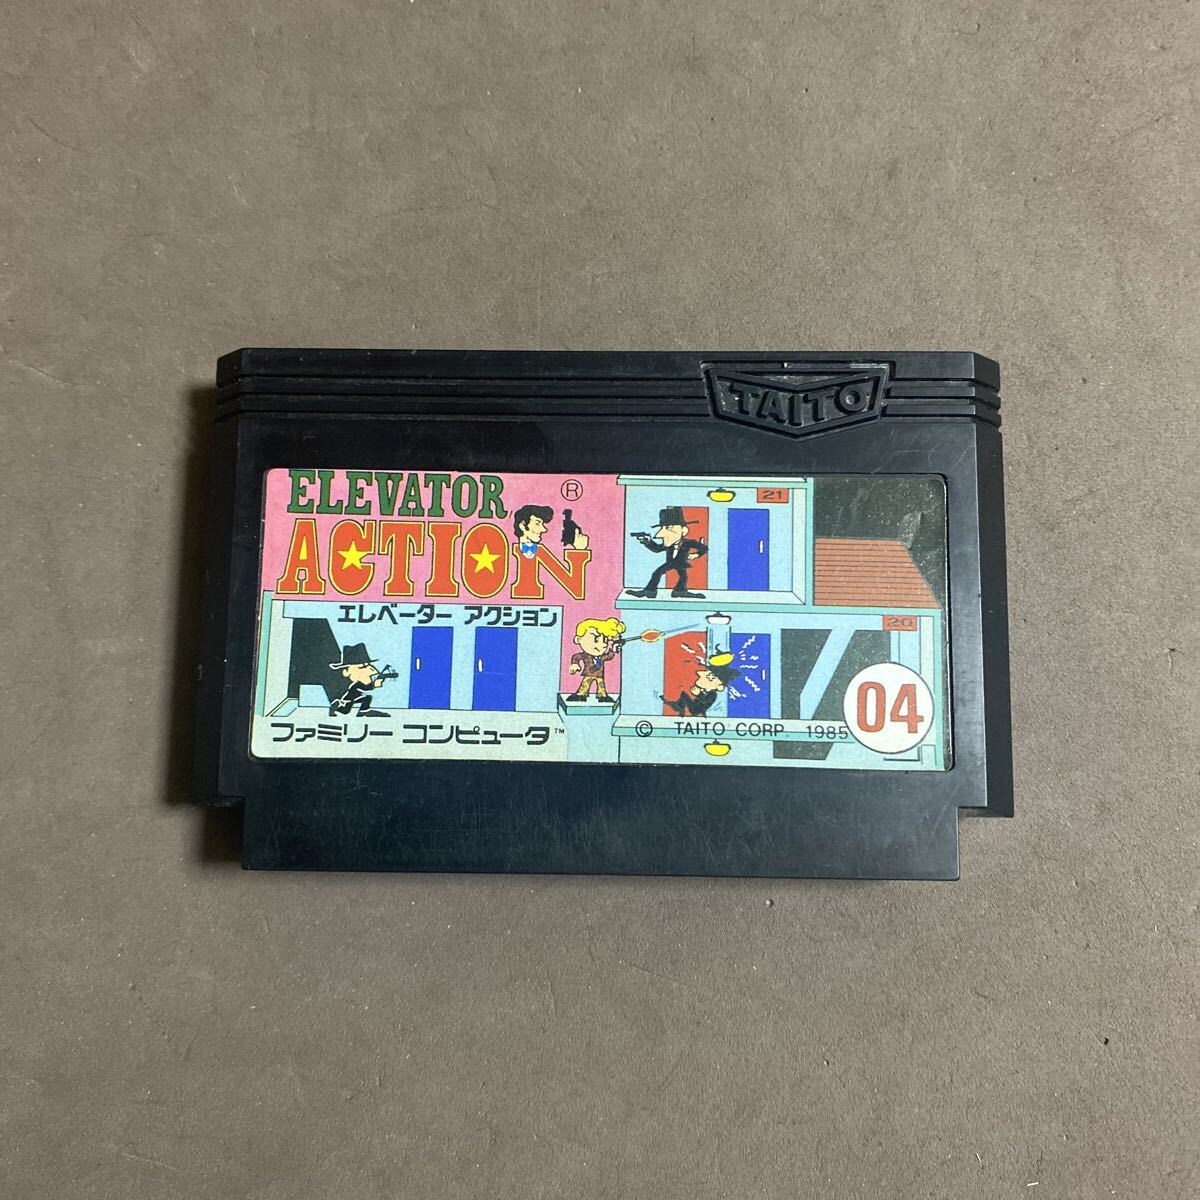 TAITO
ELEVATOR
®
ACTION
エレベーター アクション
21
20
04
ファミリー コンピュータ™
© TAITO CORP. 1985